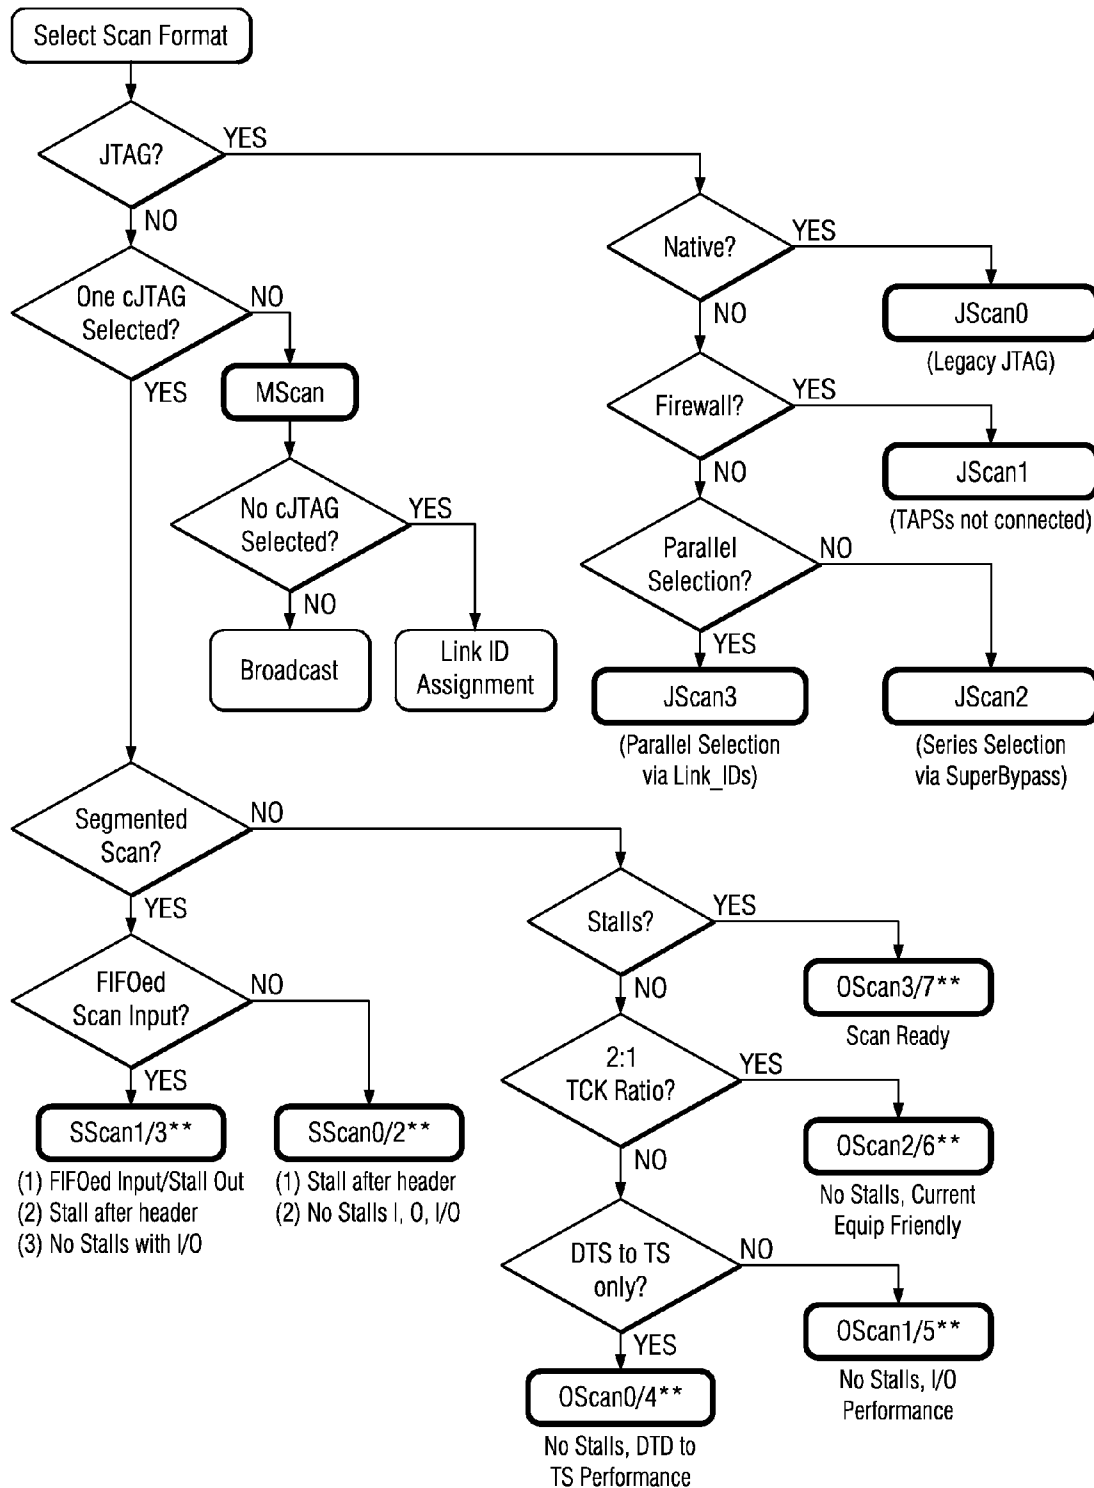 Select Scan Format
JTAG?
YES
NO
Native?
YES
NO
JScan0
(Legacy JTAG)
One cJTAG
Selected?
NO
YES
MScan
Firewall?
YES
NO
JScan1
(TAPSs not connected)
No cJTAG
Selected?
YES
NO
Parallel
Selection?
NO
YES
Broadcast
Link ID
Assignment
JScan3
(Parallel Selection
via Link_IDs)
JScan2
(Series Selection
via SuperBypass)
Segmented
Scan?
NO
YES
Stalls?
YES
NO
OScan3/7**
Scan Ready
FIFOed
Scan Input?
NO
YES
2:1
TCK Ratio?
YES
NO
SScan1/3**
(1) FIFOed Input/Stall Out
(2) Stall after header
(3) No Stalls with I/O
SScan0/2**
(1) Stall after header
(2) No Stalls I, O, I/O
OScan2/6**
No Stalls, Current
Equip Friendly
DTS to TS
only?
NO
YES
OScan1/5**
No Stalls, I/O
Performance
OScan0/4**
No Stalls, DTD to
TS Performance